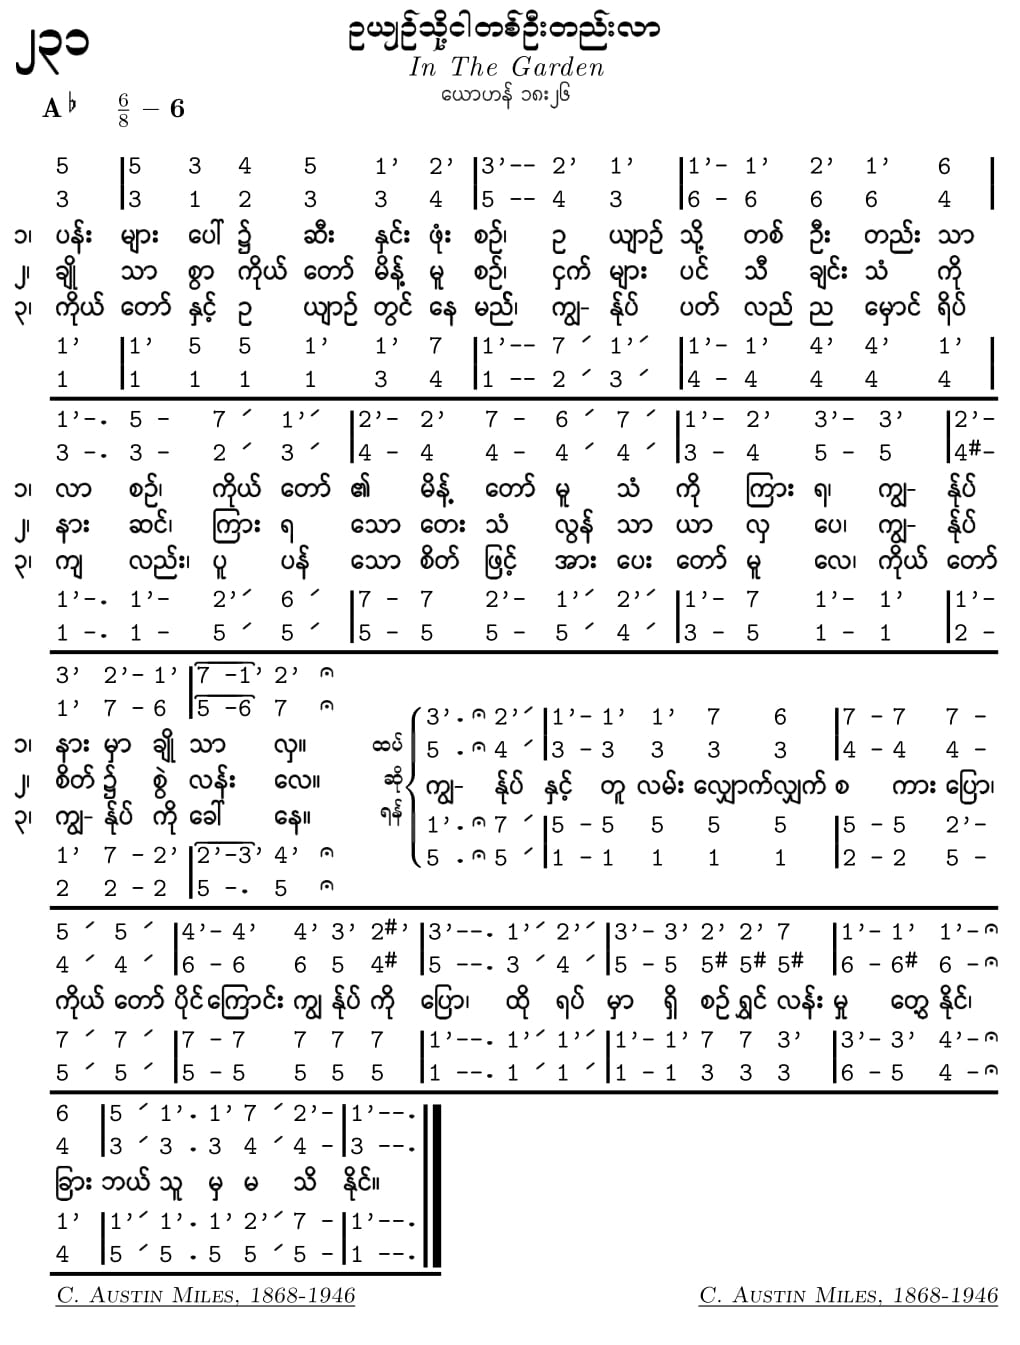 ၂၃၁
ဥယျဉ်သို့ငါတစ်ဦးတည်းလာ
In The Garden
ယောဟန် ၁၈း၂၆
A♭ 6/8 – 6
5 |5 3 4 5 1’ 2’ |3’-- 2’ 1’ |1’- 1’ 2’ 1’ 6 |
3 |3 1 2 3 3 4 |5 -- 4 3 |6 - 6 6 6 4 |
၁၊ ပန်း များ ပေါ် ၌ ဆီး နှင်း ဖုံး စဉ်၊ ဥ ယျာဉ် သို့ တစ် ဦး တည်း သာ
၂၊ ချို သာ စွာ ကိုယ် တော် မိန့် မူ စဉ်၊ ငှက် များ ပင် သီ ချင်း သံ ကို
၃၊ ကိုယ် တော် နှင့် ဥ ယျာဉ် တွင် နေ မည်၊ ကျွ- န်ုပ် ပတ် လည် ည မှောင် ရိပ်
1’ |1’ 5 5 1’ 1’ 7 |1’-- 7 ´ 1’´ |1’- 1’ 4’ 4’ 1’ |
1 |1 1 1 1 3 4 |1 -- 2 ´ 3 ´ |4 - 4 4 4 4 |
1’-. 5 - 7 ´ 1’´ |2’- 2’ 7 - 6 ´ 7 ´ |1’- 2’ 3’- 3’ |2’-
3 -. 3 - 2 ´ 3 ´ |4 - 4 4 - 4 ´ 4 ´ |3 - 4 5 - 5 |4#-
၁၊ လာ စဉ်၊ ကိုယ် တော် ၏ မိန့် တော် မူ သံ ကို ကြား ရ၊ ကျွ- န်ုပ်
၂၊ နား ဆင်၊ ကြား ရ သော တေး သံ လွန် သာ ယာ လှ ပေ၊ ကျွ- န်ုပ်
၃၊ ကျ လည်း၊ ပူ ပန် သော စိတ် ဖြင့် အား ပေး တော် မူ လေ၊ ကိုယ် တော်
1’-. 1’- 2’´ 6 ´ |7 - 7 2’- 1’´ 2’´ |1’- 7 1’- 1’ |1’-
1 -. 1 - 5 ´ 5 ´ |5 - 5 5 - 5 ´ 4 ´ |3 - 5 1 - 1 |2 -
3’ 2’- 1’ |7 -1’ 2’ 𝄐
1’ 7 - 6 |5 -6 7 𝄐
၁၊ နား မှာ ချို သာ လှ။
၂၊ စိတ် ၌ စွဲ လန်း လေ။
၃၊ ကျွ- န်ုပ် ကို ခေါ် နေ။
1’ 7 - 2’ |2’-3’ 4’ 𝄐
2 2 - 2 |5 -. 5 𝄐
ထပ်
ဆို
ရန်
3’.𝄐 2’´ |1’- 1’ 1’ 7 6 |7 - 7 7 -
5 .𝄐 4 ´ |3 - 3 3 3 3 |4 - 4 4 -
ကျွ- န်ုပ် နှင့် တူ လမ်း လျှောက်လျှက် စ ကား ပြော၊
1’.𝄐 7 ´ |5 - 5 5 5 5 |5 - 5 2’-
5 .𝄐 5 ´ |1 - 1 1 1 1 |2 - 2 5 -
5 ´ 5 ´ |4’- 4’ 4’ 3’ 2#’ |3’--. 1’´ 2’´ |3’- 3’ 2’ 2’ 7 |1’- 1’ 1’-𝄐
4 ´ 4 ´ |6 - 6 6 5 4# |5 --. 3 ´ 4 ´ |5 - 5 5# 5# 5# |6 - 6# 6 -𝄐
ကိုယ် တော် ပိုင်ကြောင်း ကျွ န်ုပ် ကို ပြော၊ ထို ရပ် မှာ ရှိ စဉ် ရွှင် လန်း မှု တွေ့ နိုင်၊
7 ´ 7 ´ |7 - 7 7 7 7 |1’--. 1’´ 1’´ |1’- 1’ 7 7 3’ |3’- 3’ 4’-𝄐
5 ´ 5 ´ |5 - 5 5 5 5 |1 --. 1 ´ 1 ´ |1 - 1 3 3 3 |6 - 5 4 -𝄐
6 |5 ´ 1’. 1’ 7 ´ 2’- |1’--.
4 |3 ´ 3 . 3 4 ´ 4 - |3 --.
ခြား ဘယ် သူ မှ မ သိ နိုင်။
1’ |1’´ 1’. 1’ 2’´ 7 - |1’--.
4 |5 ´ 5 . 5 5 ´ 5 - |1 --.
C. Austin Miles, 1868-1946 C. Austin Miles, 1868-1946